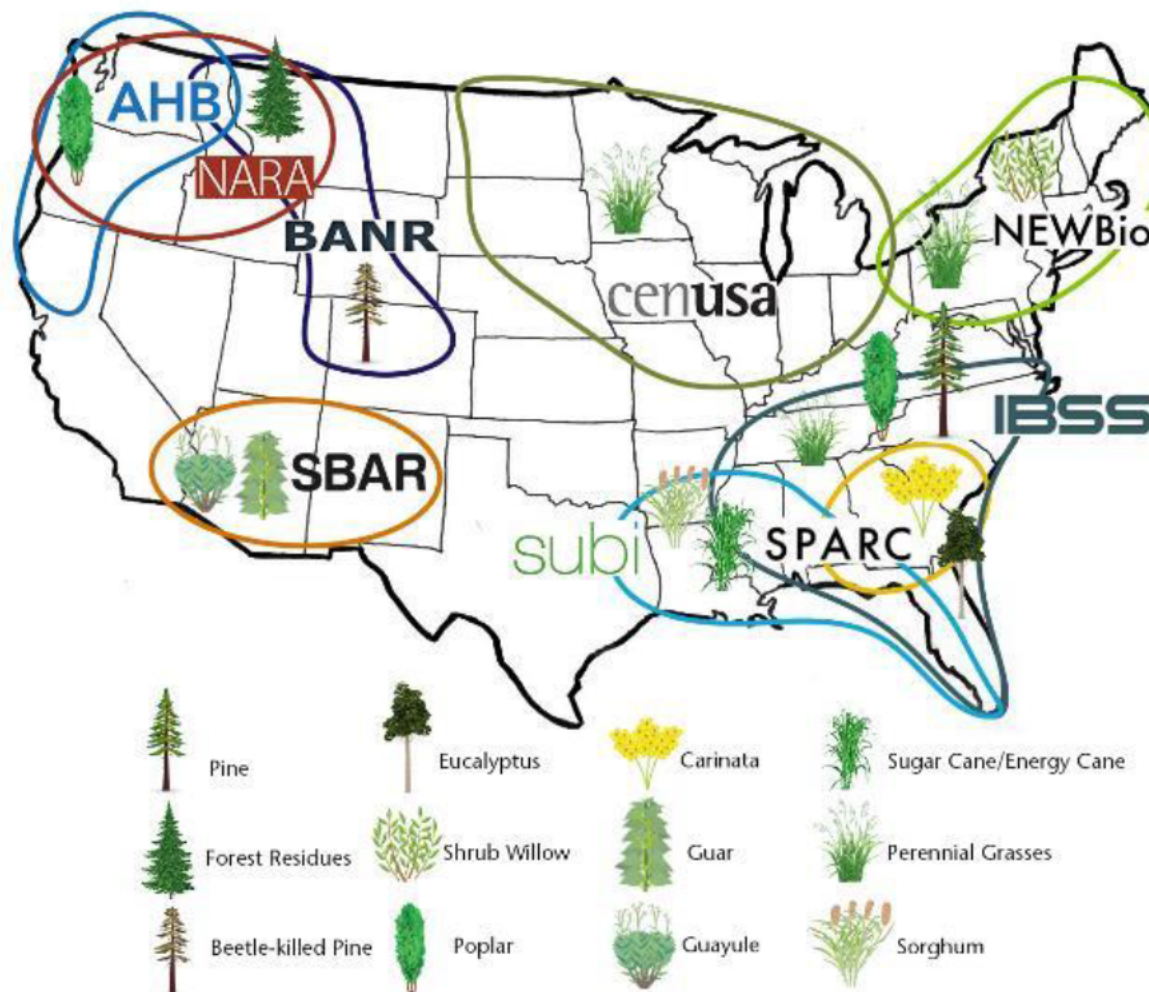 AHB
NARA
BANR
cenusa
NEWBio
IBSS
SBAR
subi
SPARC
Pine
Eucalyptus
Carinata
Sugar Cane/Energy Cane
Forest Residues
Shrub Willow
Guar
Perennial Grasses
Beetle-killed Pine
Poplar
Guayule
Sorghum